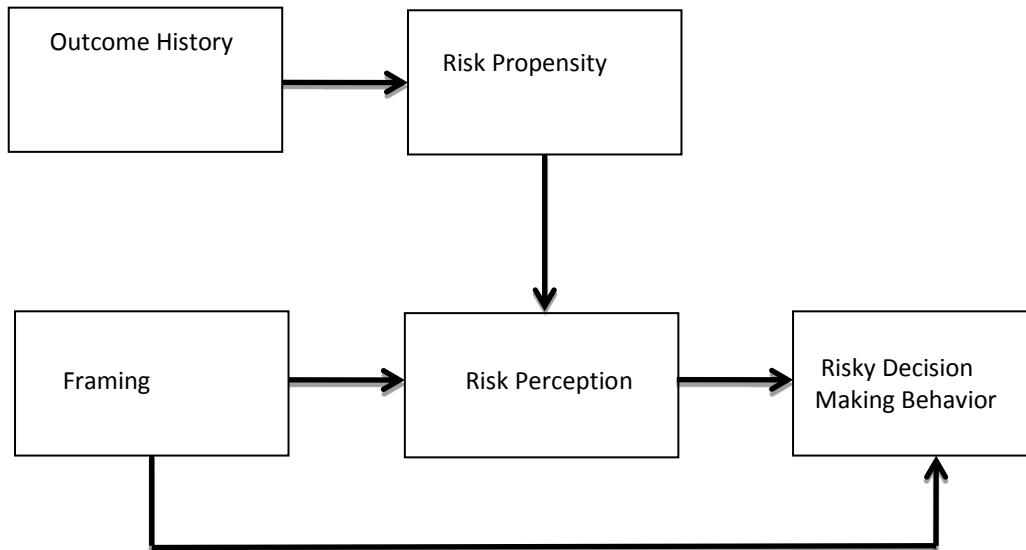 Outcome History
Risk Propensity
Framing
Risk Perception
Risky Decision
Making Behavior